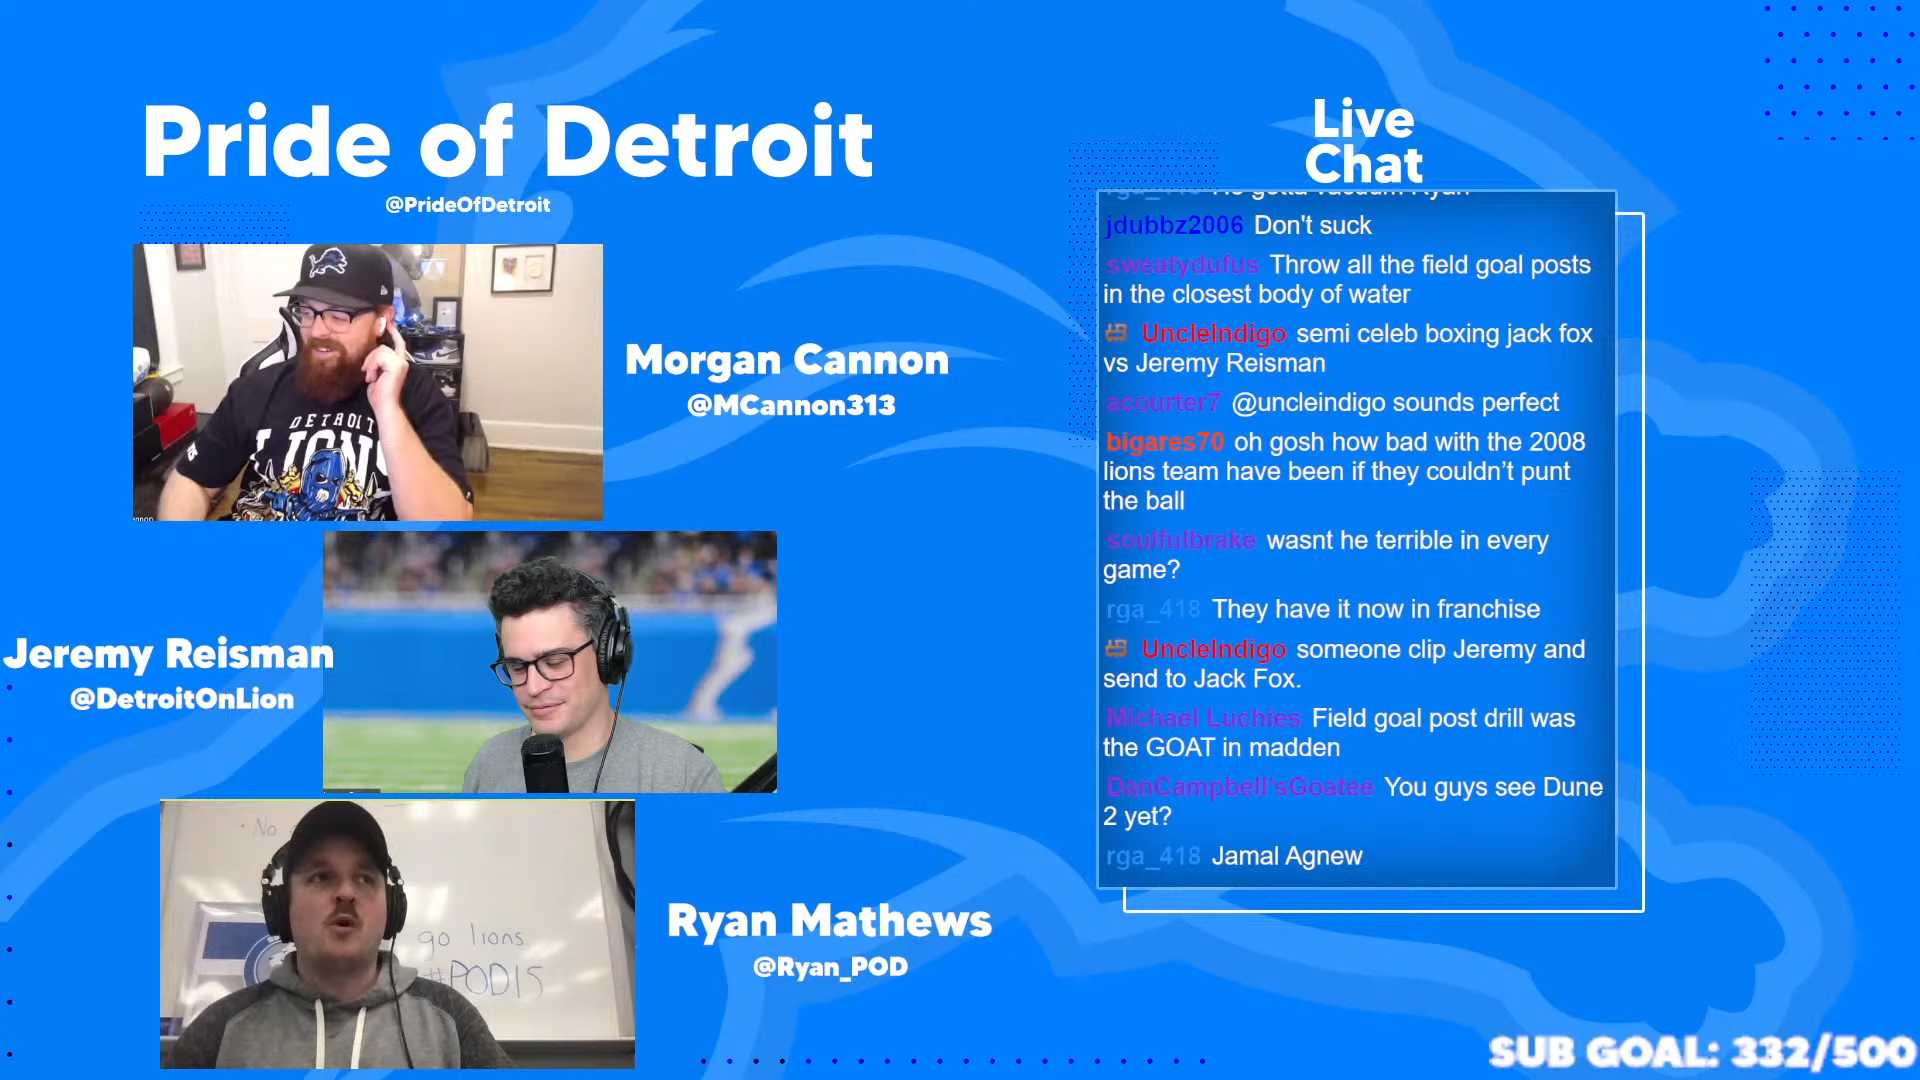 Pride of Detroit
@PrideOfDetroit
Morgan Cannon
@MCannon313
DETROIT
LIONS
Jeremy Reisman
@DetroitOnLion
No
go lions
#POD15
Ryan Mathews
@Ryan_POD
Live
Chat
jdubbz2006 Don't suck
sweatydufus Throw all the field goal posts
in the closest body of water
UncleIndigo semi celeb boxing jack fox
vs Jeremy Reisman
acourter7 @uncleindigo sounds perfect
bigares70 oh gosh how bad with the 2008
lions team have been if they couldn’t punt
the ball
soulfulbrake wasnt he terrible in every
game?
rga_418 They have it now in franchise
UncleIndigo someone clip Jeremy and
send to Jack Fox.
Michael Luchies Field goal post drill was
the GOAT in madden
DanCampbell'sGoatee You guys see Dune
2 yet?
rga_418 Jamal Agnew
SUB GOAL: 332/500